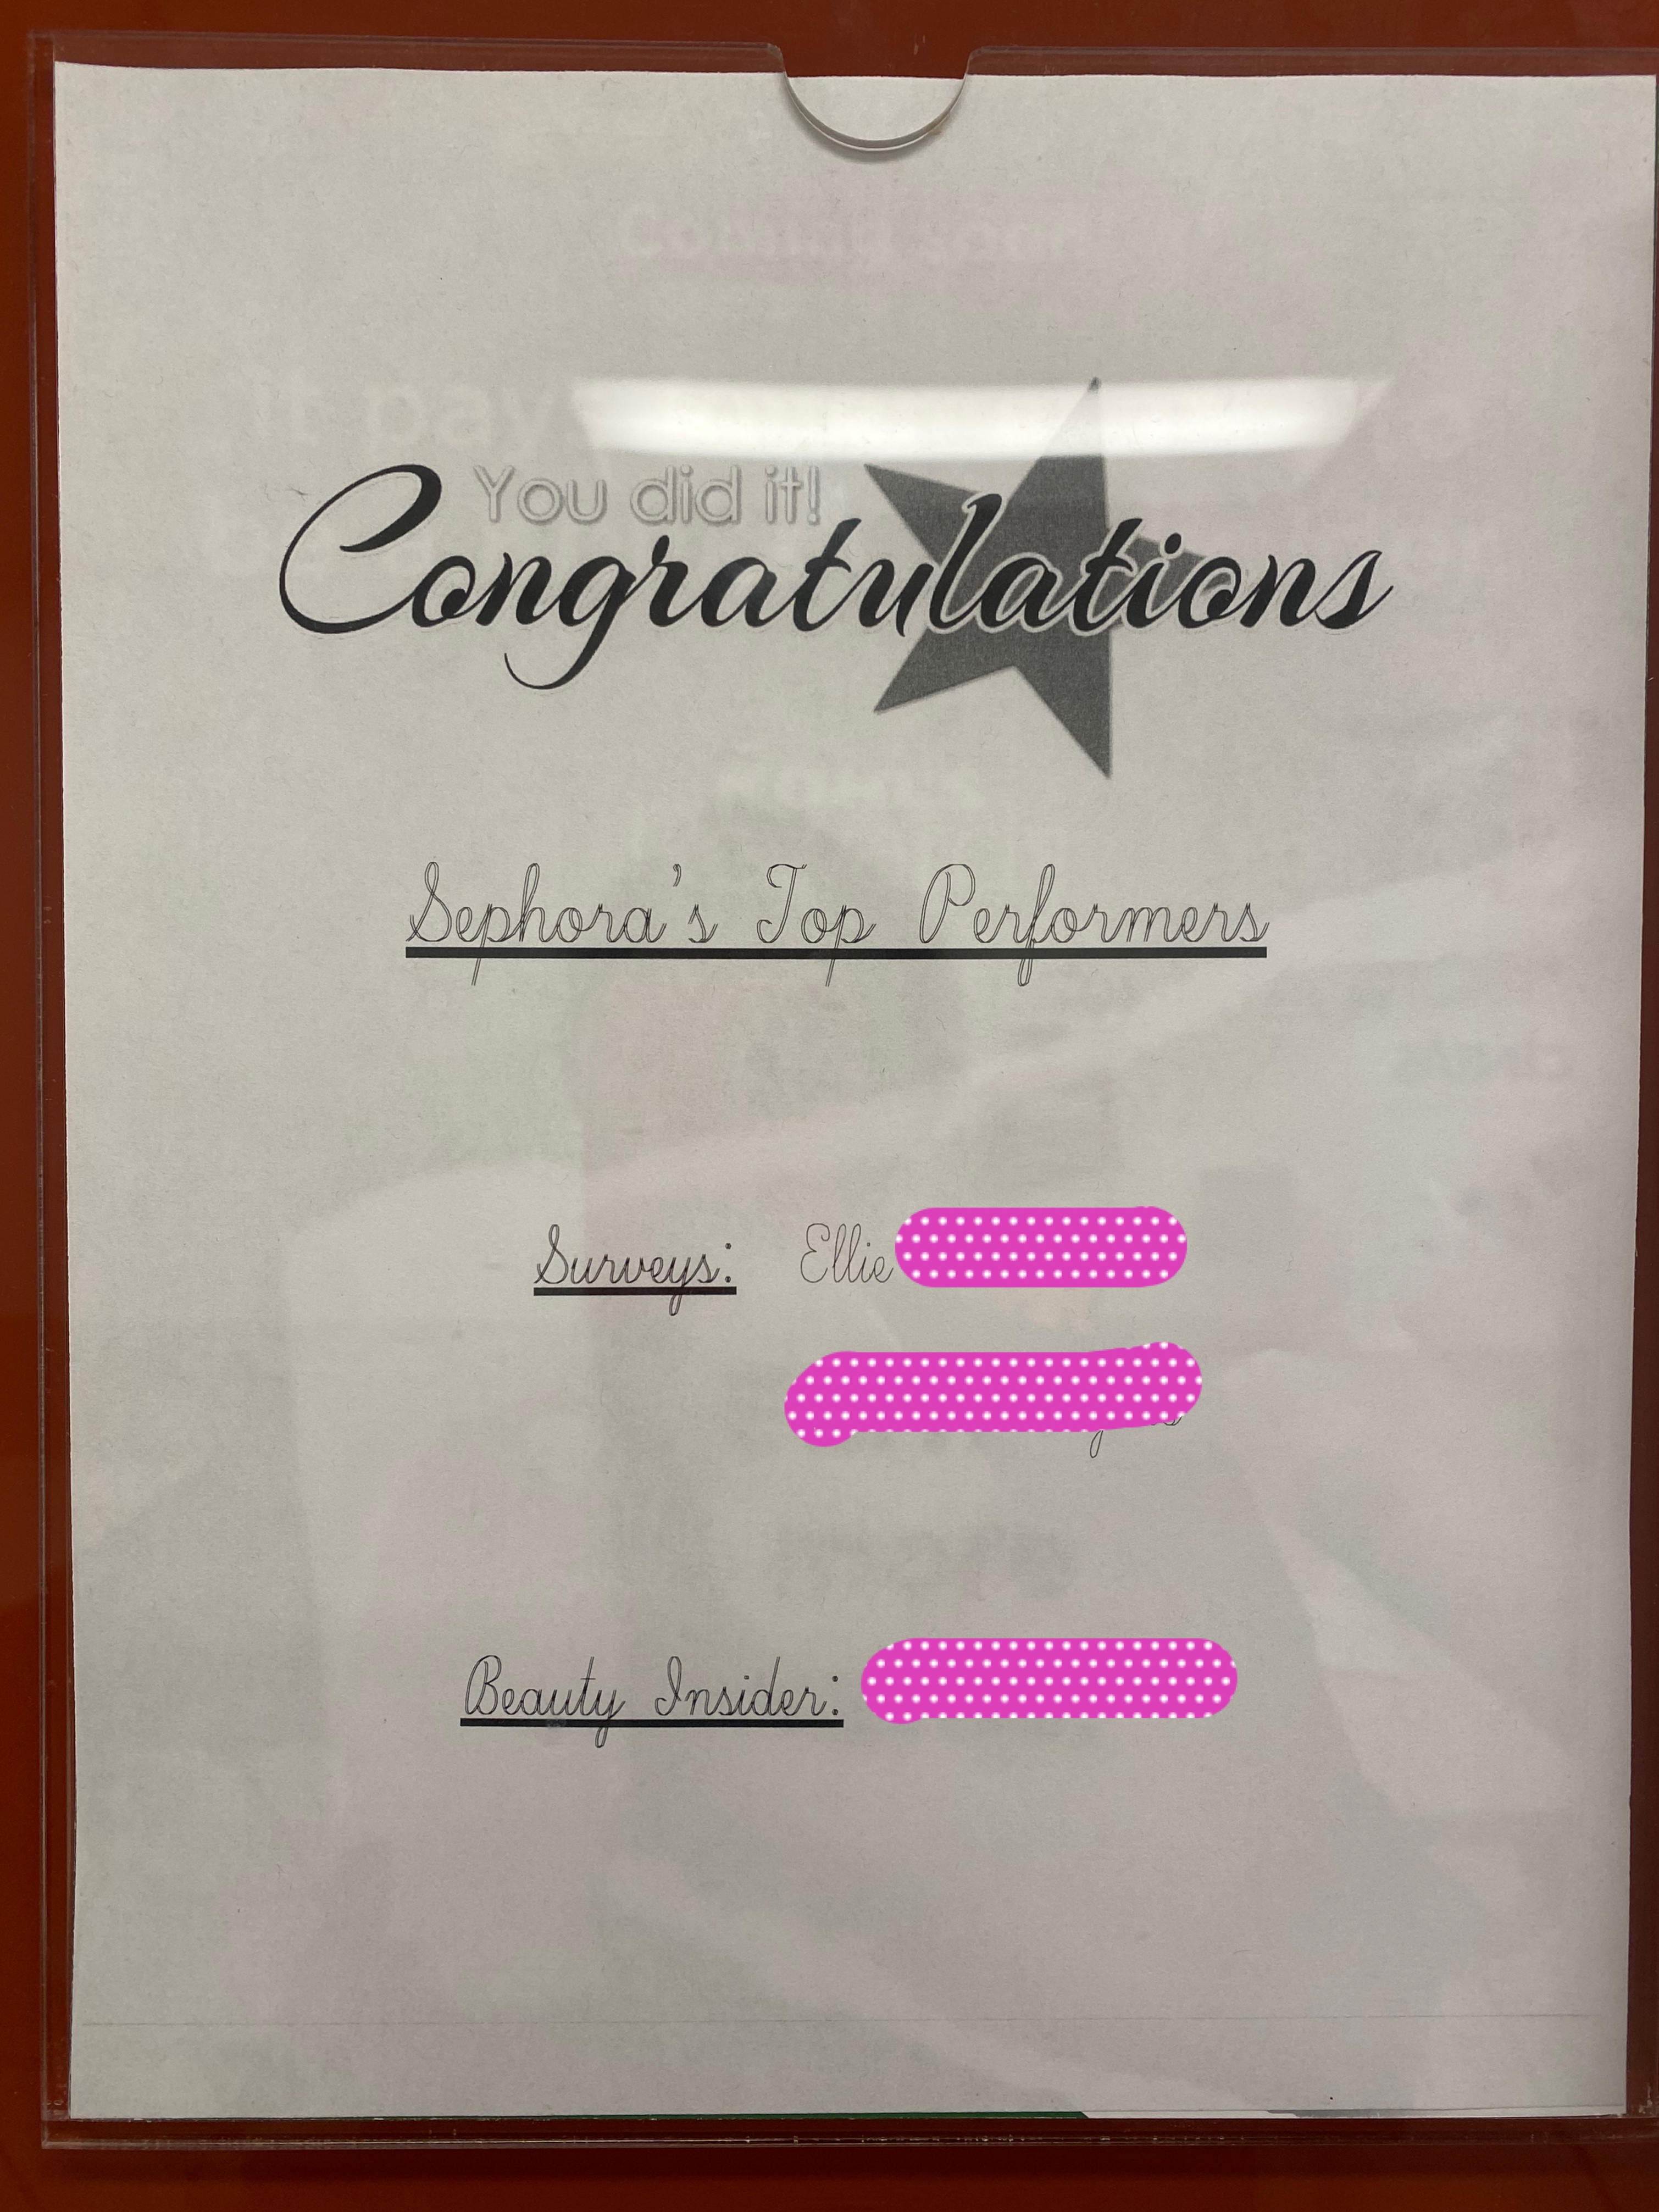 You did it!
Congratulations
Sephora's Top Performers
Surveys: Ellie
Beauty Insider: